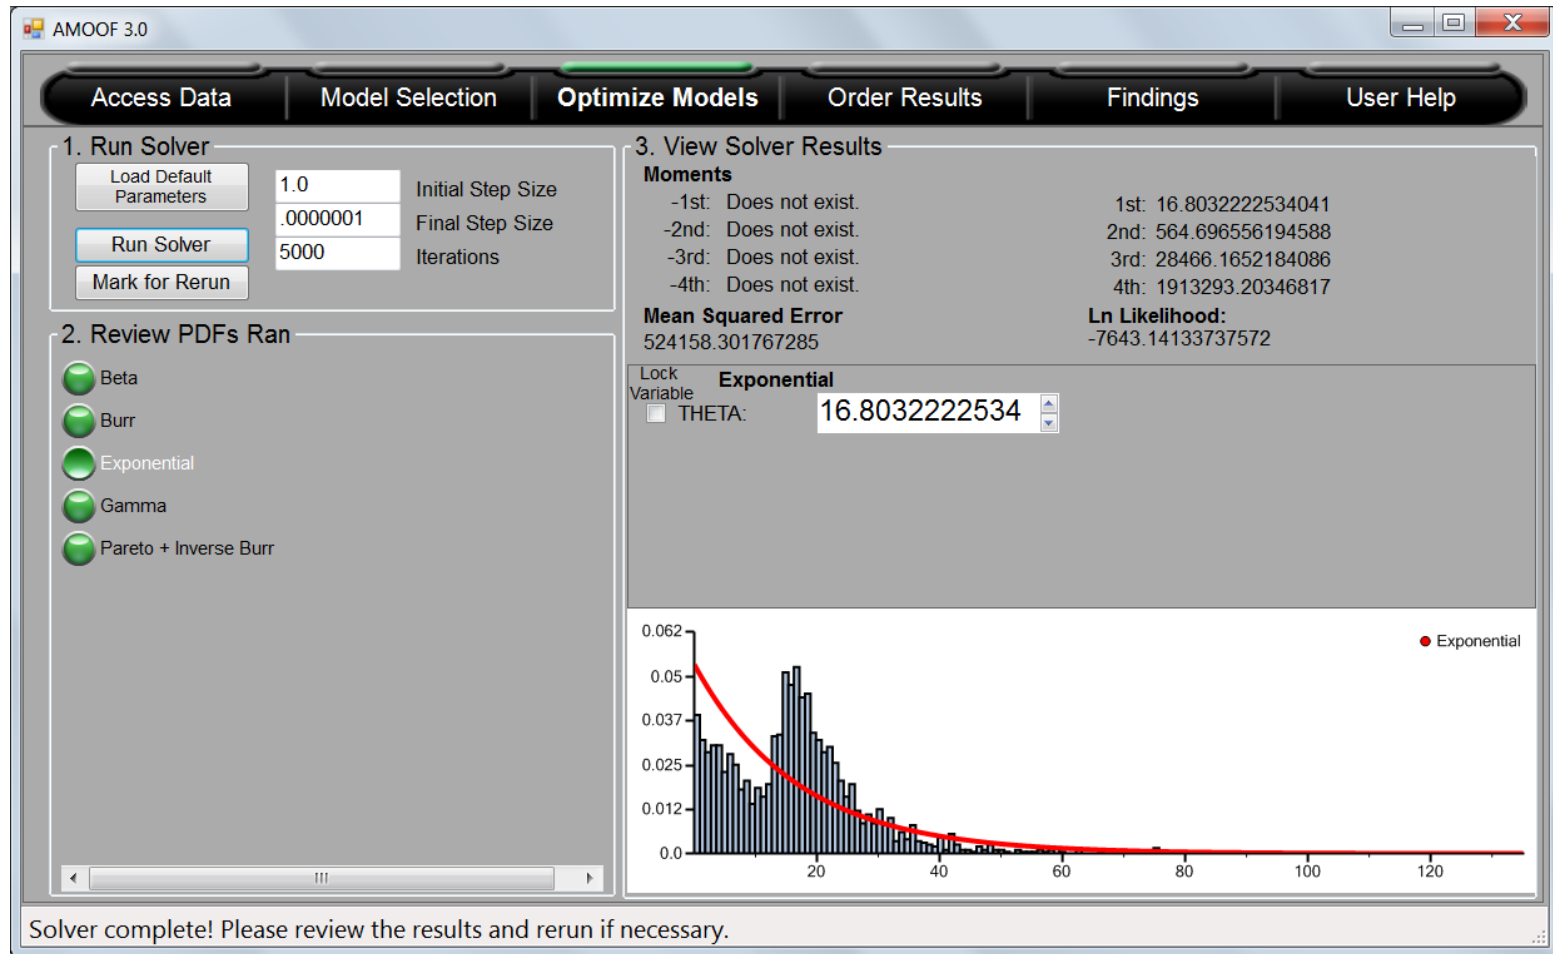 AMOOF 3.0
Access Data
Model Selection
Optimize Models
Order Results
Findings
User Help
1. Run Solver
Load Default
Parameters
1.0
Initial Step Size
.0000001
Final Step Size
Run Solver
5000
Iterations
Mark for Rerun
2. Review PDFs Ran
Beta
Burr
Exponential
Gamma
Pareto + Inverse Burr
3. View Solver Results
Moments
-1st: Does not exist.
1st: 16.8032222534041
-2nd: Does not exist.
2nd: 564.696556194588
-3rd: Does not exist.
3rd: 28466.1652184086
-4th: Does not exist.
4th: 1913293.20346817
Mean Squared Error
Ln Likelihood:
524158.301767285
-7643.14133737572
Lock
Variable
Exponential
THETA:
16.8032222534
0.062
Exponential
0.05
0.037
0.025
0.012
0.0
20
40
60
80
100
120
Solver complete! Please review the results and rerun if necessary.